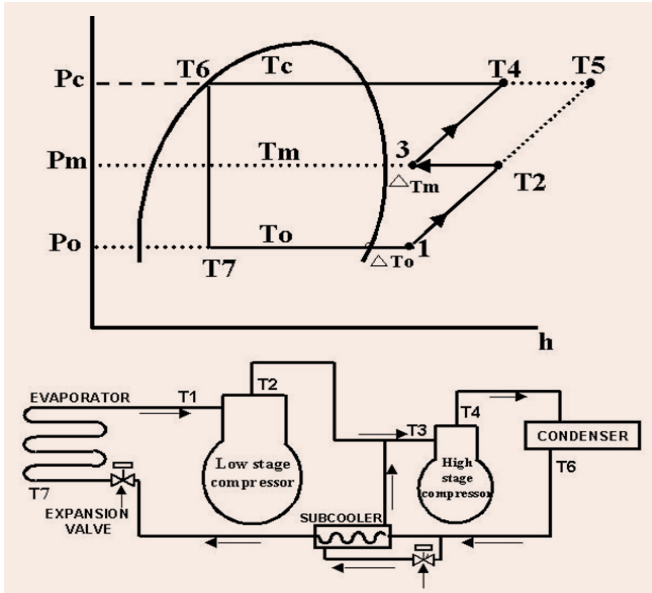 Pc
T6
Tc
T4
T5
Pm
Tm
3
△Tm
T2
Po
To
1
T7
△To
h
EVAPORATOR
T1
T2
T3
T4
CONDENSER
T6
Low stage
compressor
High
stage
compressor
T7
EXPANSION
VALVE
SUBCOOLER